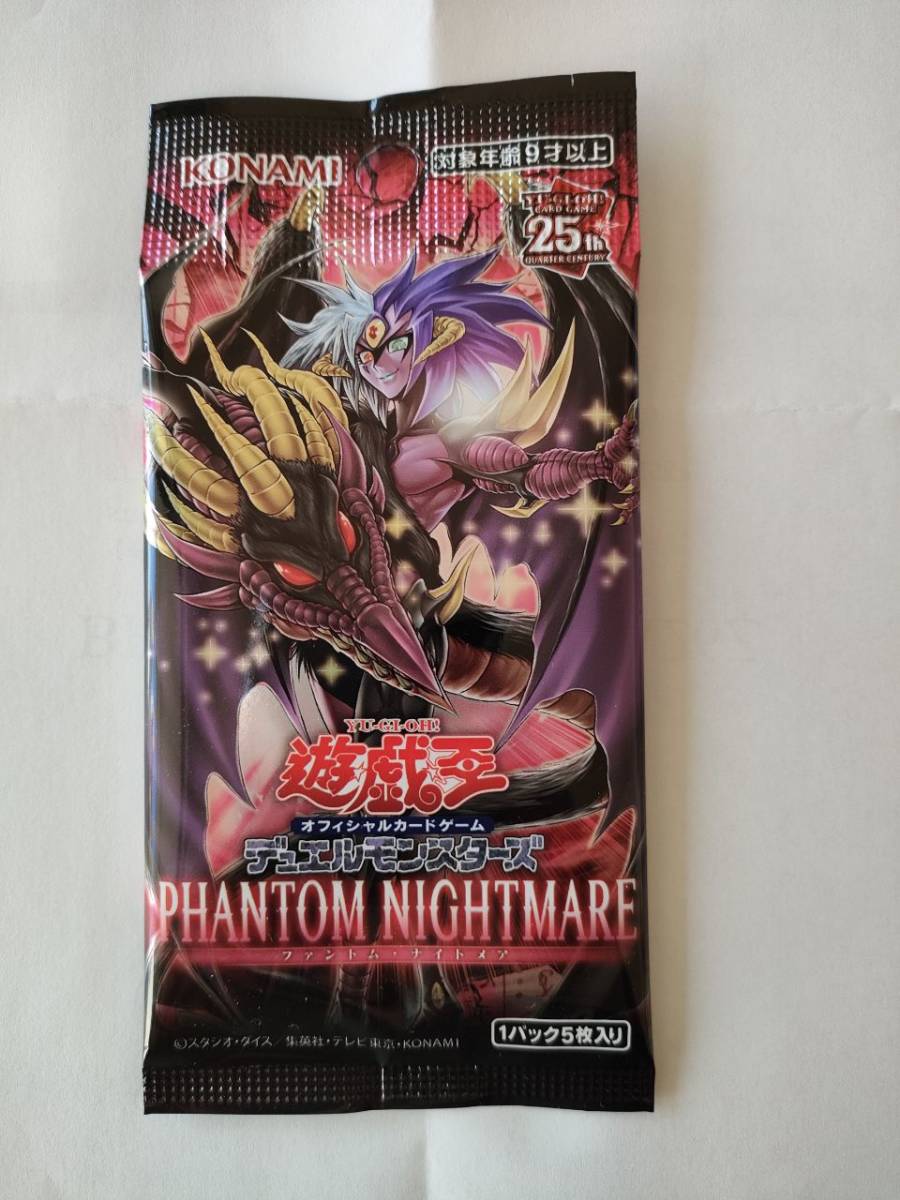 KONAMI
対象年齢9才以上
YU-GI-OH!
CARD GAME
25th
QUARTER CENTURY
YU-GI-OH!
遊戯王
オフィシャルカードゲーム
デュエルモンスターズ
PHANTOM NIGHTMARE
ファントム・ナイトメア
1パック5枚入り
©スタジオ・ダイス/集英社・テレビ東京・KONAMI